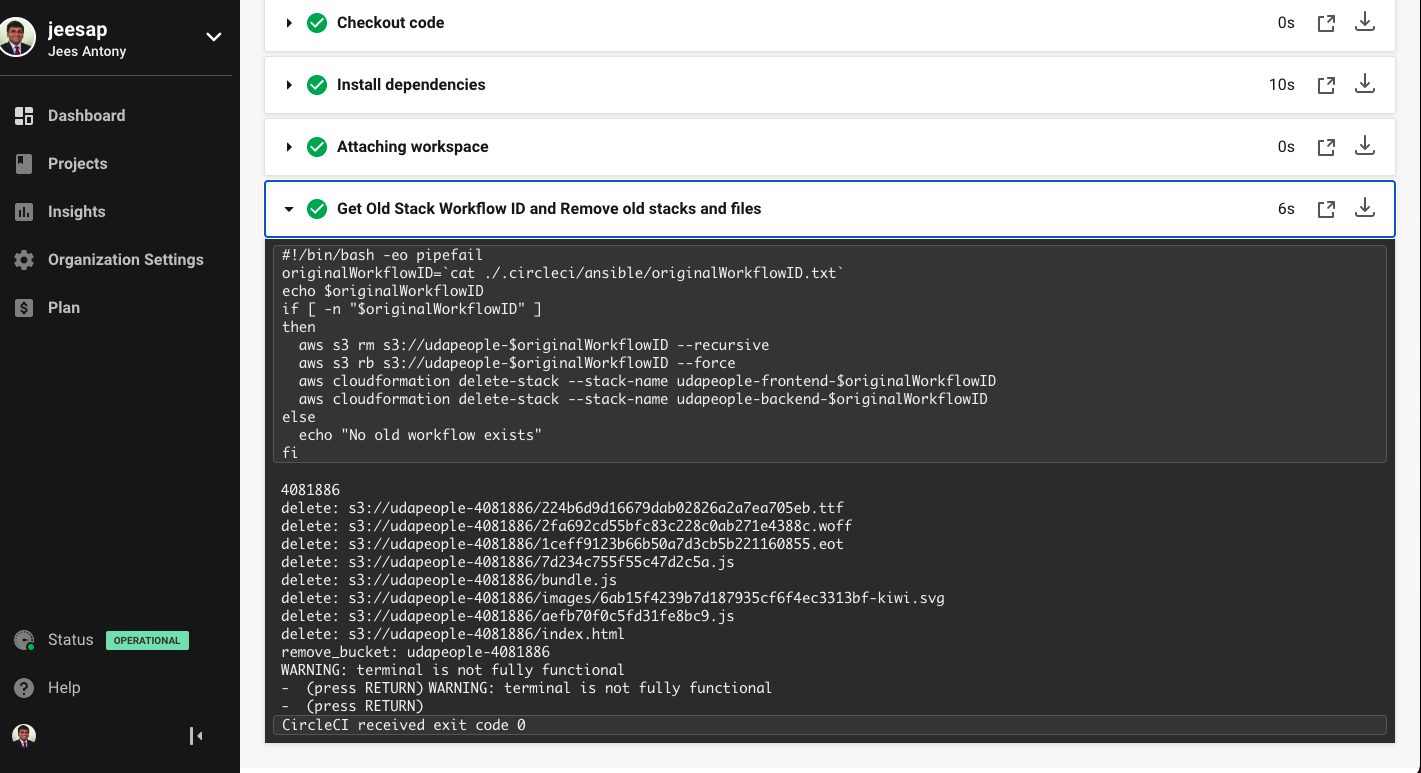 jeesap
Jees Antony
Dashboard
Projects
Insights
Organization Settings
Plan
Status OPERATIONAL
Help
Checkout code 0s
Install dependencies 10s
Attaching workspace 0s
Get Old Stack Workflow ID and Remove old stacks and files 6s
#!/bin/bash -eo pipefail
originalWorkflowID=`cat ./.circleci/ansible/originalWorkflowID.txt`
echo $originalWorkflowID
if [ -n "$originalWorkflowID" ]
then
  aws s3 rm s3://udapeople-$originalWorkflowID --recursive
  aws s3 rb s3://udapeople-$originalWorkflowID --force
  aws cloudformation delete-stack --stack-name udapeople-frontend-$originalWorkflowID
  aws cloudformation delete-stack --stack-name udapeople-backend-$originalWorkflowID
else
  echo "No old workflow exists"
fi
4081886
delete: s3://udapeople-4081886/224b6d9d16679dab02826a2a7ea705eb.ttf
delete: s3://udapeople-4081886/2fa692cd55bfc83c228c0ab271e4388c.woff
delete: s3://udapeople-4081886/1ceff9123b66b50a7d3cb5b221160855.eot
delete: s3://udapeople-4081886/7d234c755f55c47d2c5a.js
delete: s3://udapeople-4081886/bundle.js
delete: s3://udapeople-4081886/images/6ab15f4239b7d187935cf6f4ec3313bf-kiwi.svg
delete: s3://udapeople-4081886/aefb70f0c5fd31fe8bc9.js
delete: s3://udapeople-4081886/index.html
remove_bucket: udapeople-4081886
WARNING: terminal is not fully functional
-  (press RETURN) WARNING: terminal is not fully functional
-  (press RETURN)
CircleCI received exit code 0